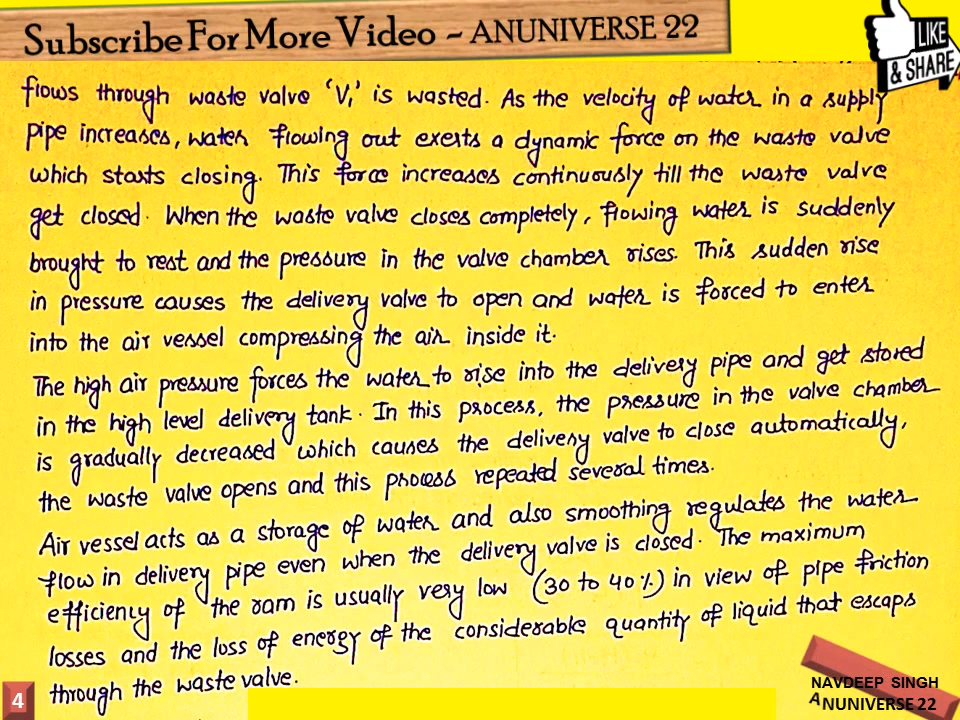 Subscribe For More Video - ANUNIVERSE 22
LIKE
& SHARE
flows through waste valve 'V₁' is wasted. As the velocity of water in a supply
pipe increases, water flowing out exerts a dynamic force on the waste valve
which starts closing. This force increases continuously till the waste valve
get closed. When the waste valve closes completely, flowing water is suddenly
brought to rest and the pressure in the valve chamber rises. This sudden rise
in pressure causes the delivery valve to open and water is forced to enter
into the air vessel compressing the air inside it.
The high air pressure forces the water to rise into the delivery pipe and get stored
in the high level delivery tank. In this process, the pressure in the valve chamber
is gradually decreased which causes the delivery valve to close automatically,
the waste valve opens and this process repeated several times.
Air vessel acts as a storage of water and also smoothing regulates the water
flow in delivery pipe even when the delivery valve is closed. The maximum
efficiency of the ram is usually very low (30 to 40%) in view of pipe friction
losses and the loss of energy of the considerable quantity of liquid that escaps
through the waste valve.
4
NAVDEEP SINGH
ANUNIVERSE 22